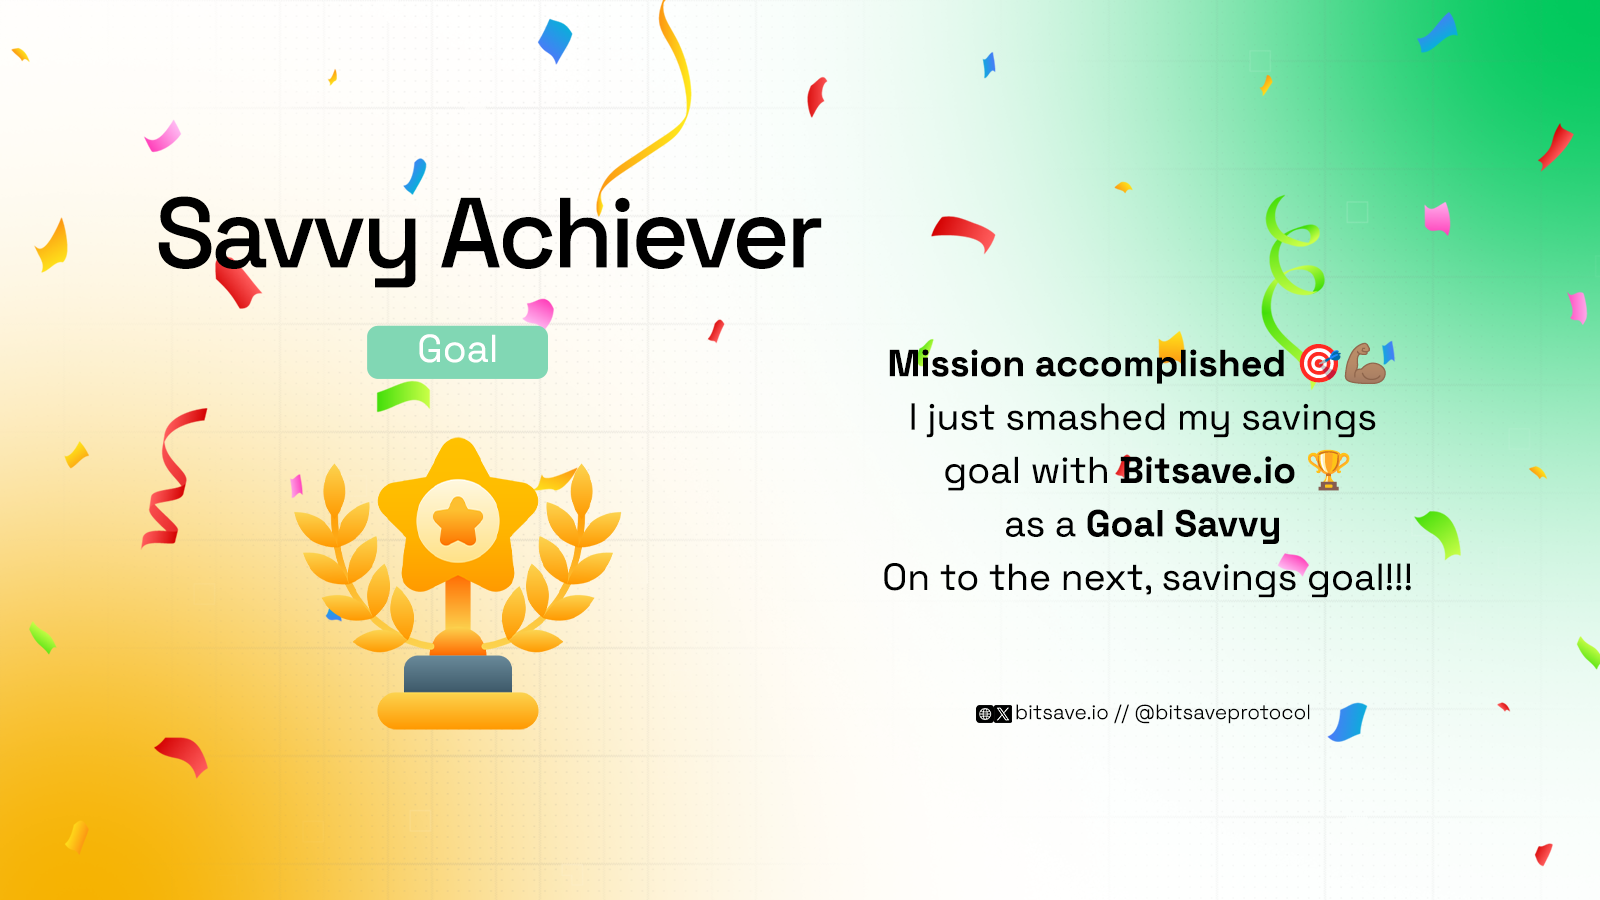 Savvy Achiever
Goal
Mission accomplished 🎯💪🏽
I just smashed my savings
goal with Bitsave.io 🏆
as a Goal Savvy
On to the next, savings goal!!!
bitsave.io // @bitsaveprotocol